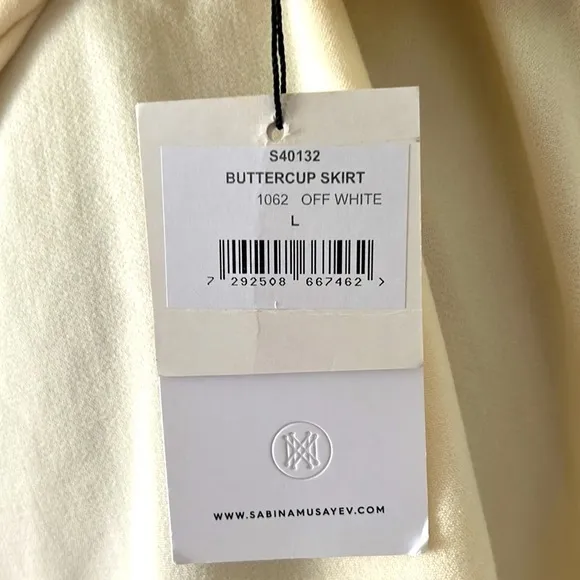 S40132
BUTTERCUP SKIRT
1062 OFF WHITE
L
7 292508 667462 >
WWW.SABINAMUSAYEV.COM